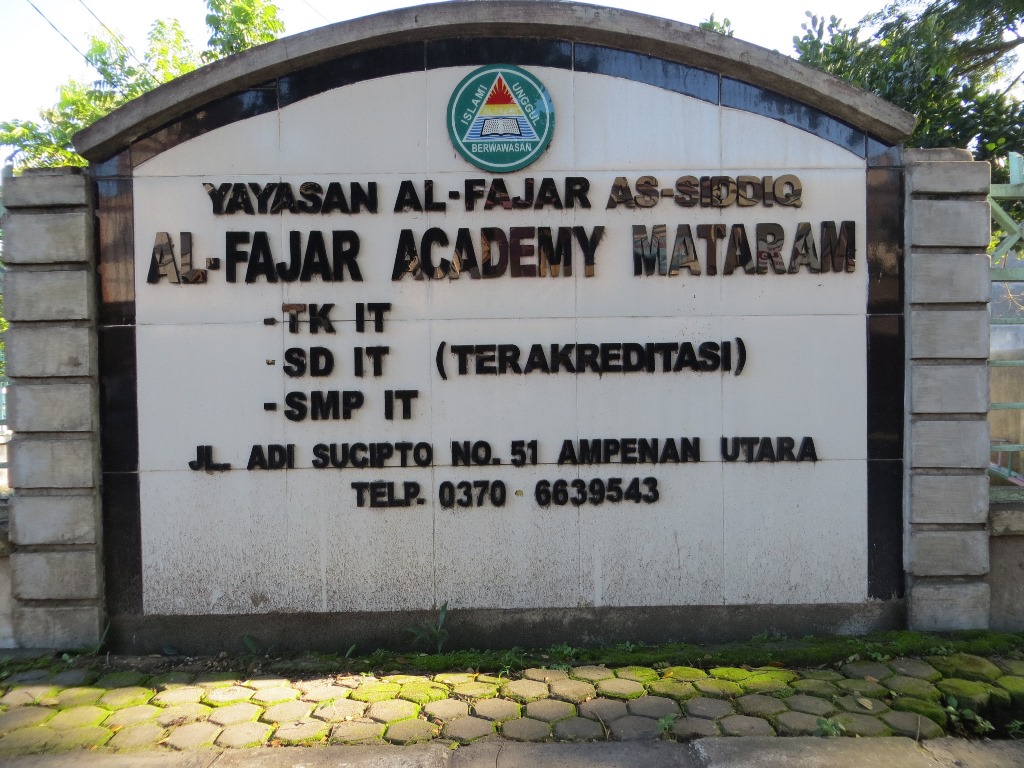 ISLAMI UNGGUL
BERWAWASAN
YAYASAN AL-FAJAR AS-SIDDIQ
AL-FAJAR ACADEMY MATARAM
-TK IT
-SD IT (TERAKREDITASI)
-SMP IT
JL. ADI SUCIPTO NO. 51 AMPENAN UTARA
TELP. 0370 - 6639543